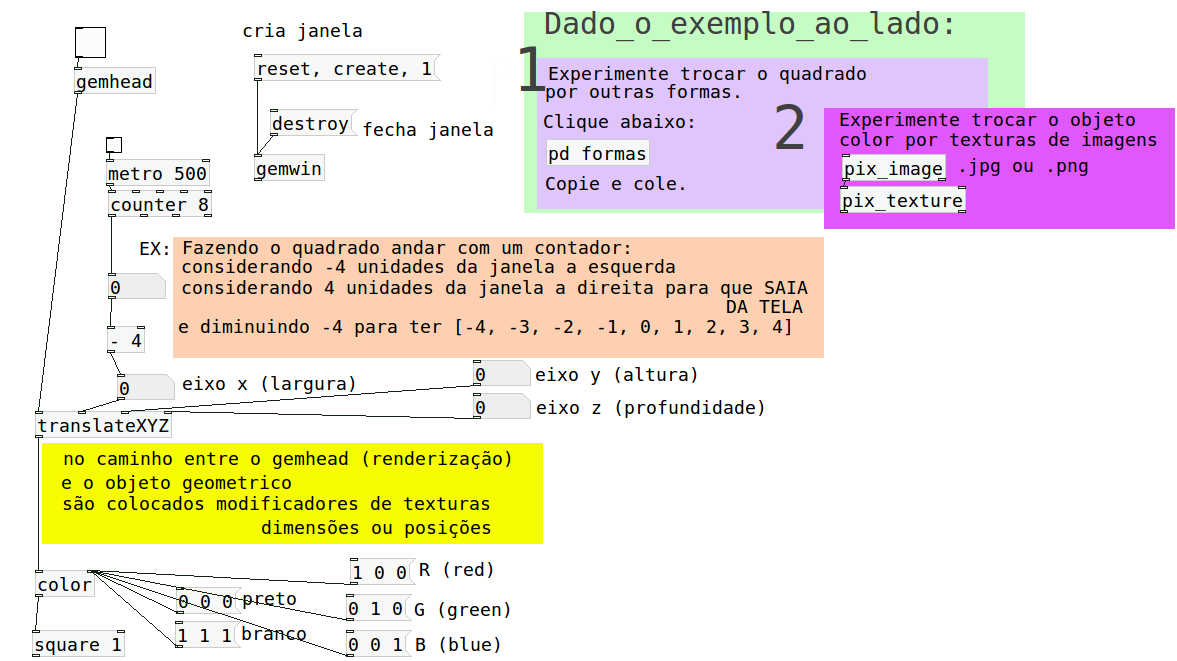 cria janela
reset, create, 1
destroy
fecha janela
gemwin
gemhead
metro 500
counter 8
Dado_o_exemplo_ao_lado:
1
Experimente trocar o quadrado
por outras formas.
Clique abaixo:
pd formas
Copie e cole.
2
Experimente trocar o objeto
color por texturas de imagens
pix_image
.jpg ou .png
pix_texture
EX:
Fazendo o quadrado andar com um contador:
considerando -4 unidades da janela a esquerda
considerando 4 unidades da janela a direita para que SAIA
DA TELA
e diminuindo -4 para ter [-4, -3, -2, -1, 0, 1, 2, 3, 4]
0
- 4
0
eixo x (largura)
0
eixo y (altura)
0
eixo z (profundidade)
translateXYZ
no caminho entre o gemhead (renderização)
e o objeto geometrico
são colocados modificadores de texturas
dimensões ou posições
color
1 0 0
R (red)
0 0 0
preto
0 1 0
G (green)
1 1 1
branco
0 0 1
B (blue)
square 1